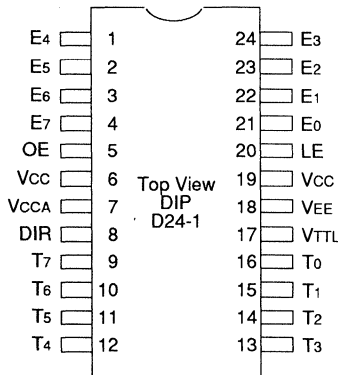 E4 1 24 E3
E5 2 23 E2
E6 3 22 E1
E7 4 21 E0
OE 5 20 LE
VCC 6 19 VCC
Top View
VCCA 7 DIP 18 VEE
D24-1
DIR 8 17 VTTL
T7 9 16 T0
T6 10 15 T1
T5 11 14 T2
T4 12 13 T3